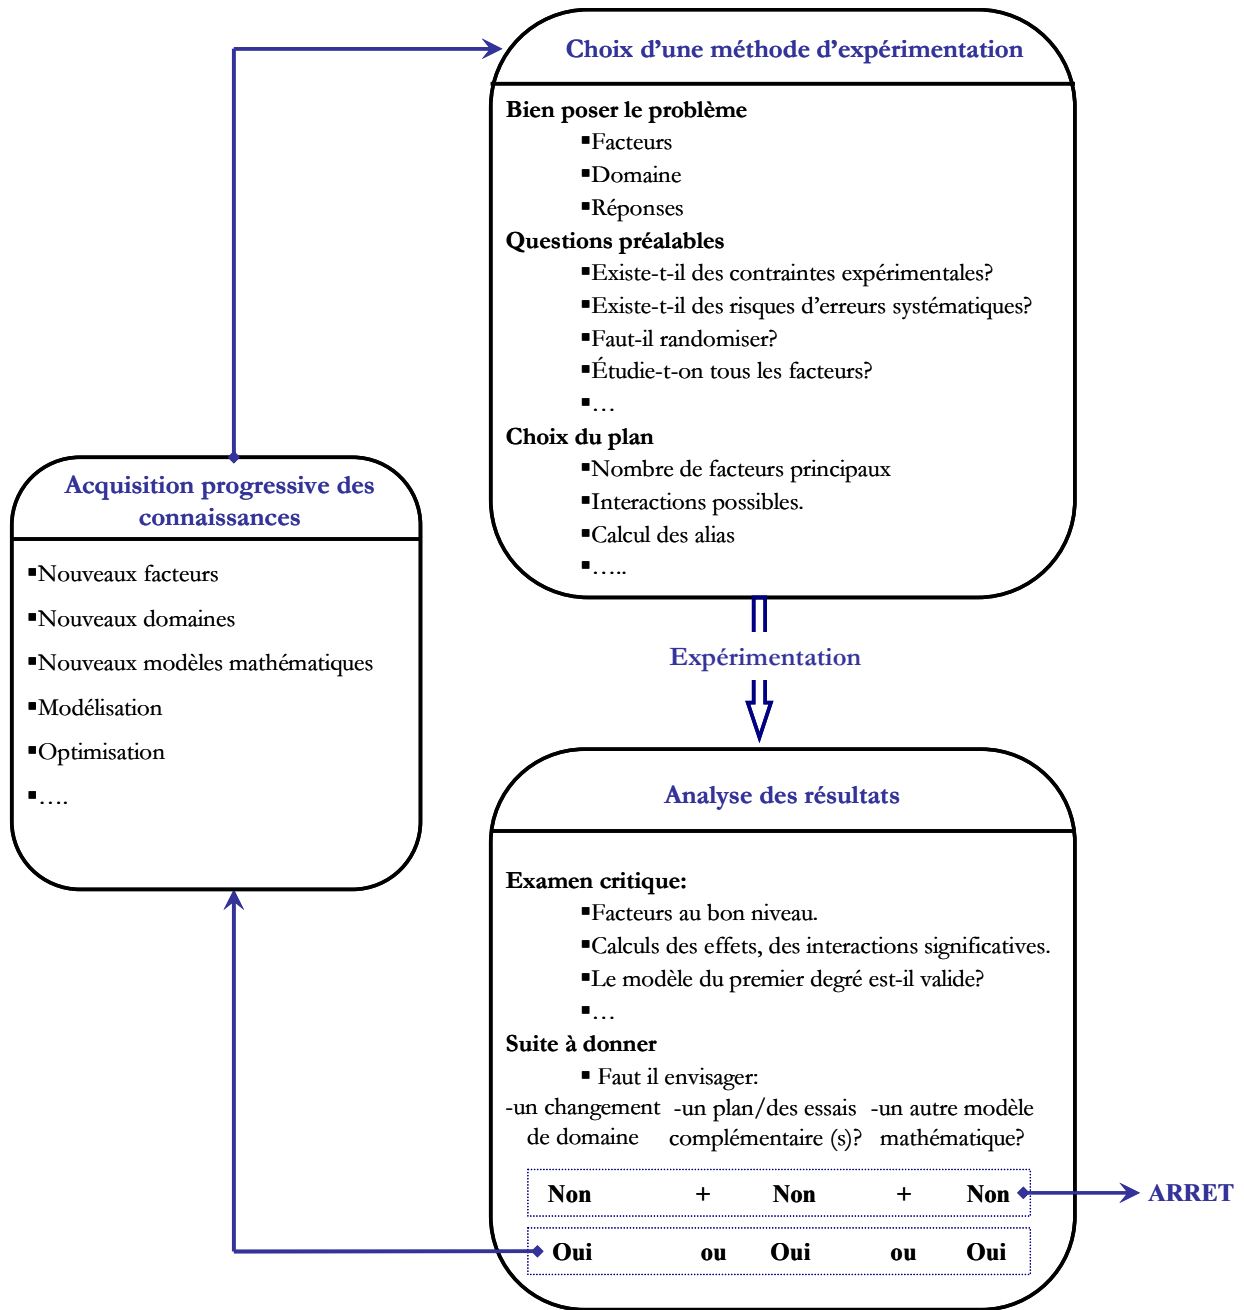 Choix d’une méthode d’expérimentation
Bien poser le problème
▪Facteurs
▪Domaine
▪Réponses
Questions préalables
▪Existe-t-il des contraintes expérimentales?
▪Existe-t-il des risques d’erreurs systématiques?
▪Faut-il randomiser?
▪Étudie-t-on tous les facteurs?
▪…
Choix du plan
▪Nombre de facteurs principaux
▪Interactions possibles.
▪Calcul des alias
▪…..
Acquisition progressive des
connaissances
▪Nouveaux facteurs
▪Nouveaux domaines
▪Nouveaux modèles mathématiques
▪Modélisation
▪Optimisation
▪….
Expérimentation
Analyse des résultats
Examen critique:
▪Facteurs au bon niveau.
▪Calculs des effets, des interactions significatives.
▪Le modèle du premier degré est-il valide?
▪…
Suite à donner
▪ Faut il envisager:
-un changement -un plan/des essais -un autre modèle
de domaine complémentaire (s)? mathématique?
Non + Non + Non
ARRET
Oui ou Oui ou Oui